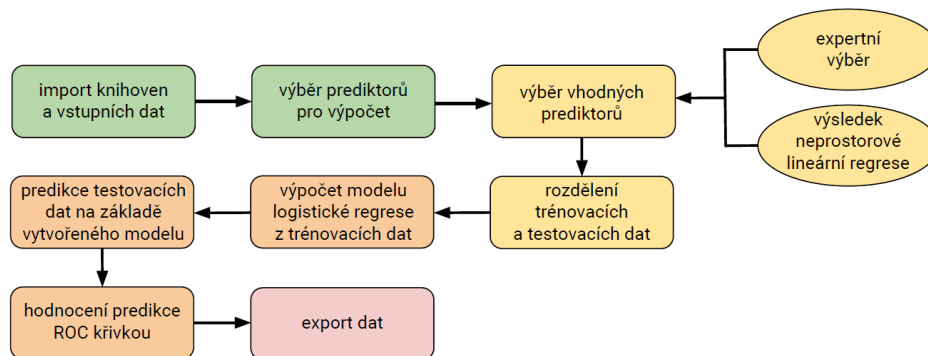 import knihoven
a vstupních dat
výběr prediktorů
pro výpočet
výběr vhodných
prediktorů
expertní
výběr
výsledek
neprostorové
lineární regrese
rozdělení
trénovacích
a testovacích dat
výpočet modelu
logistické regrese
z trénovacích dat
predikce testovacích
dat na základě
vytvořeného modelu
hodnocení predikce
ROC křivkou
export dat